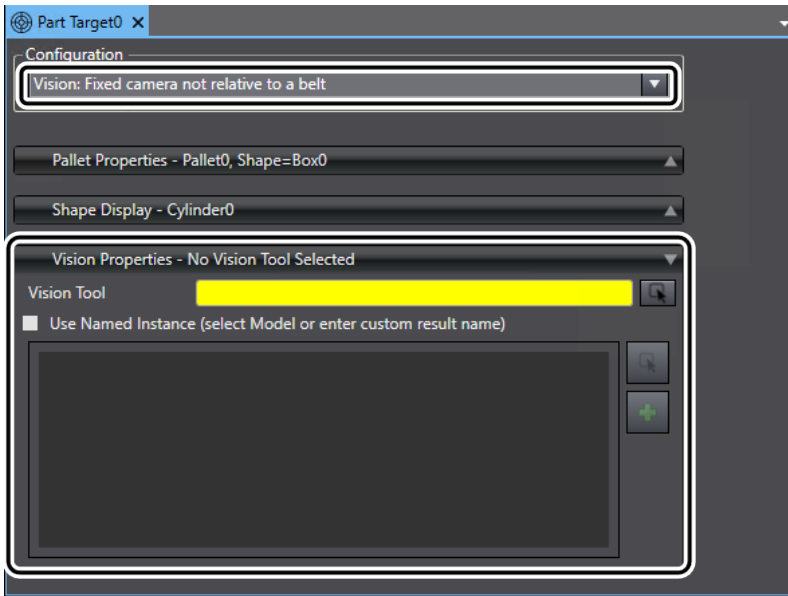 Part Target0
Configuration
Vision: Fixed camera not relative to a belt
Pallet Properties - Pallet0, Shape=Box0
Shape Display - Cylinder0
Vision Properties - No Vision Tool Selected
Vision Tool
Use Named Instance (select Model or enter custom result name)